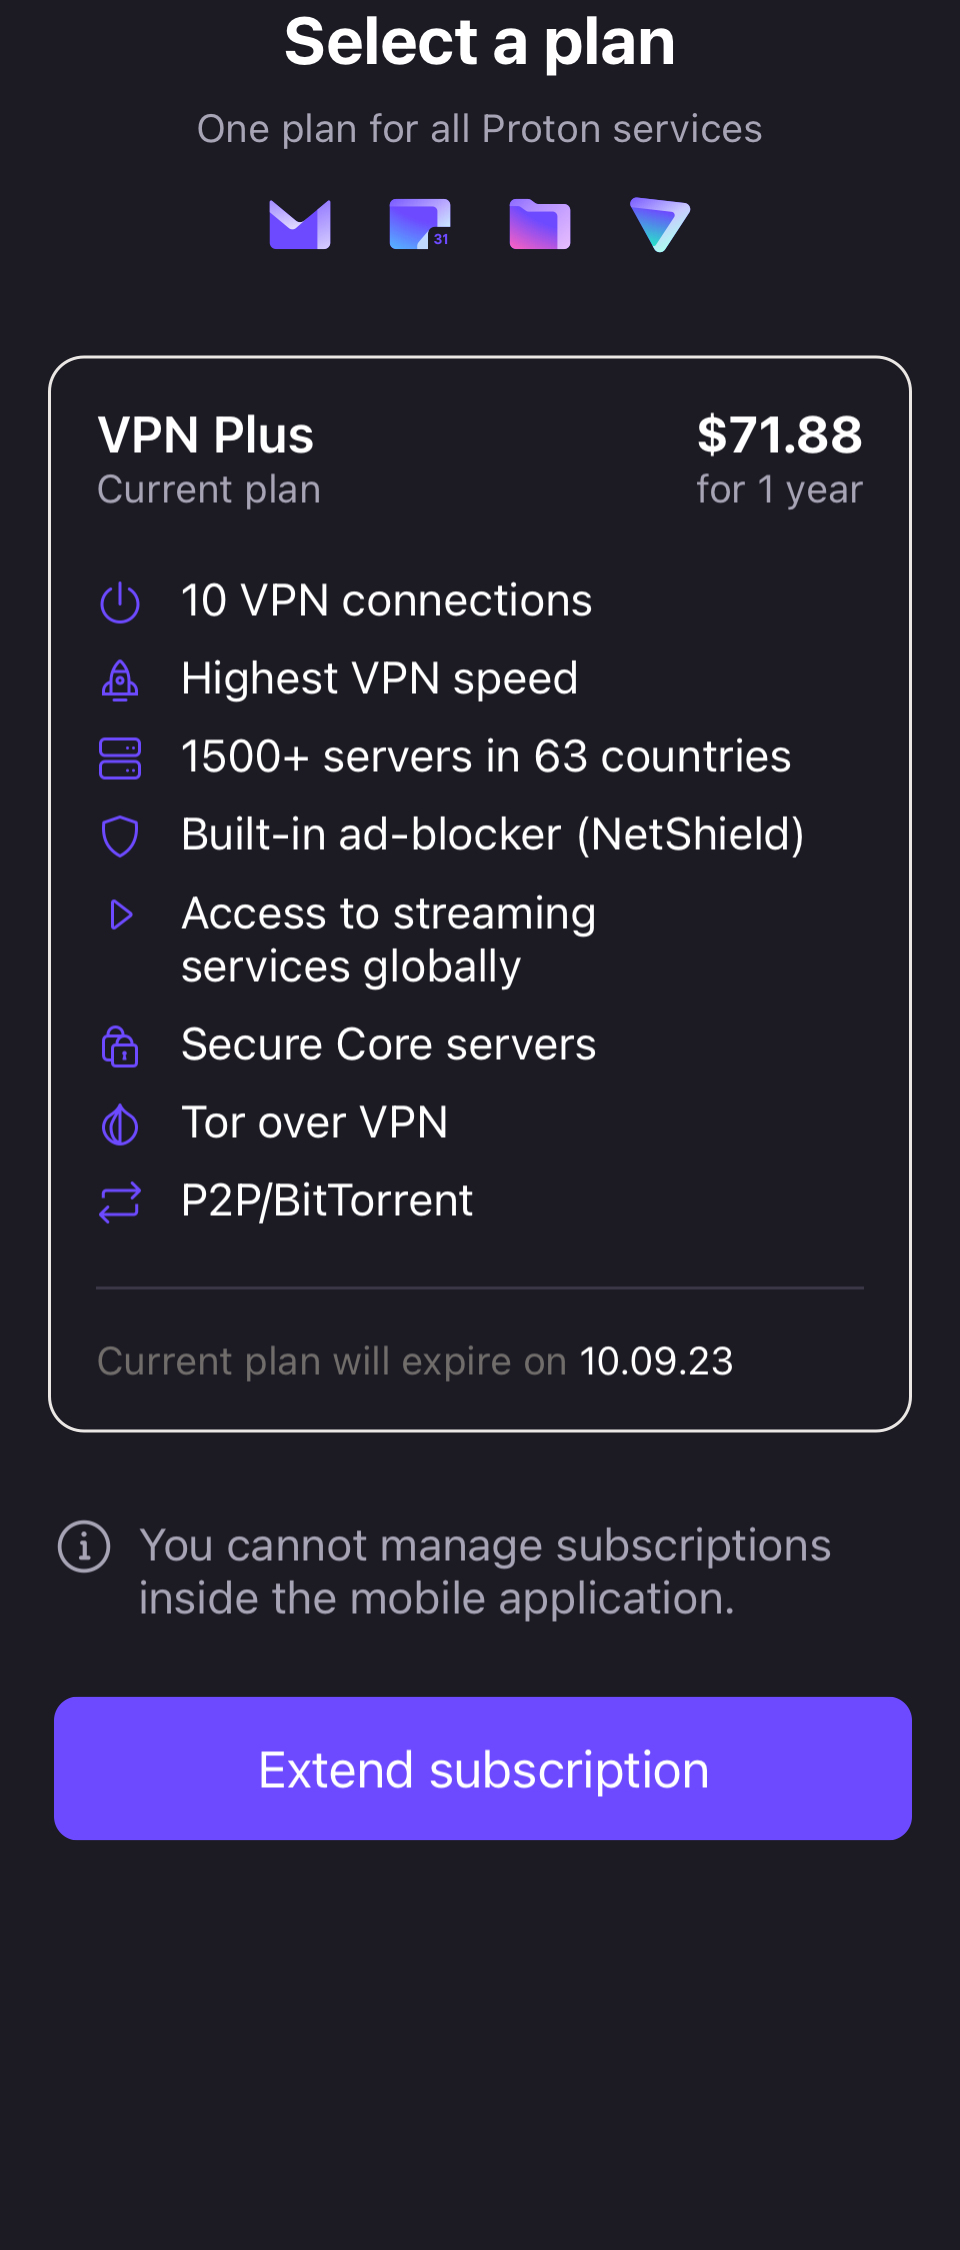 Select a plan
One plan for all Proton services
31
VPN Plus
$71.88
Current plan
for 1 year
10 VPN connections
Highest VPN speed
1500+ servers in 63 countries
Built-in ad-blocker (NetShield)
Access to streaming
services globally
Secure Core servers
Tor over VPN
P2P/BitTorrent
Current plan will expire on 10.09.23
You cannot manage subscriptions
inside the mobile application.
Extend subscription